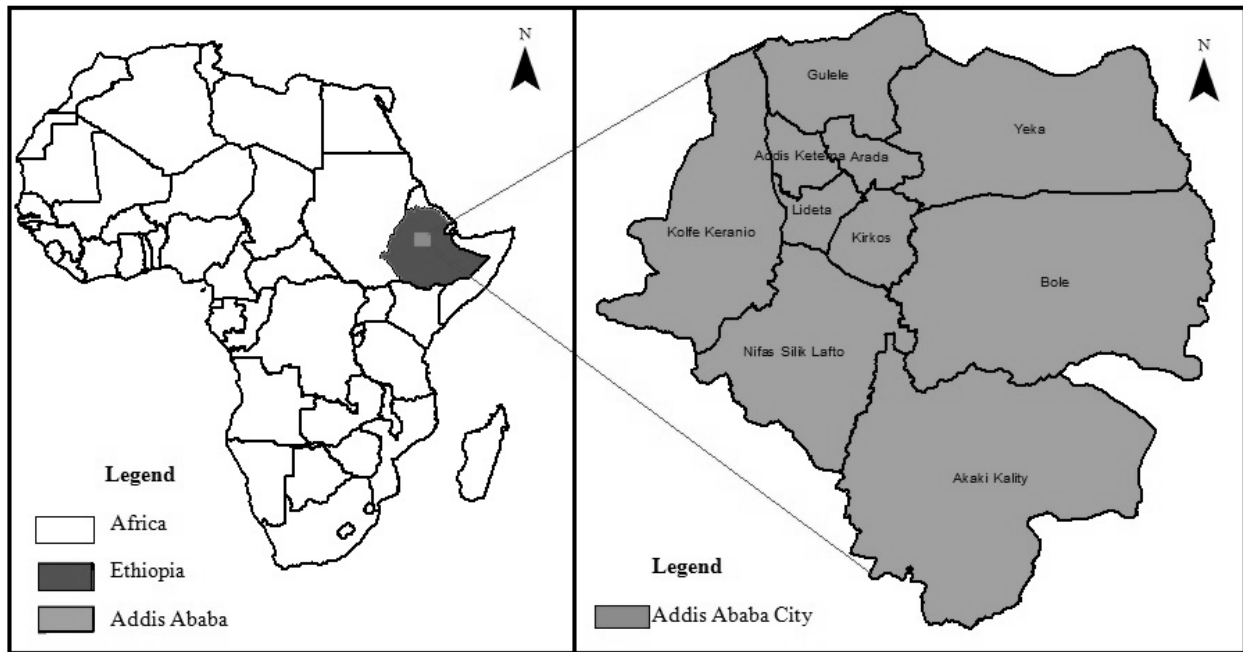 N
Legend
Africa
Ethiopia
Addis Ababa
N
Gulele
Yeka
Addis Ketema
Arada
Lideta
Kolfe Keranio
Kirkos
Bole
Nifas Silik Lafto
Akaki Kality
Legend
Addis Ababa City